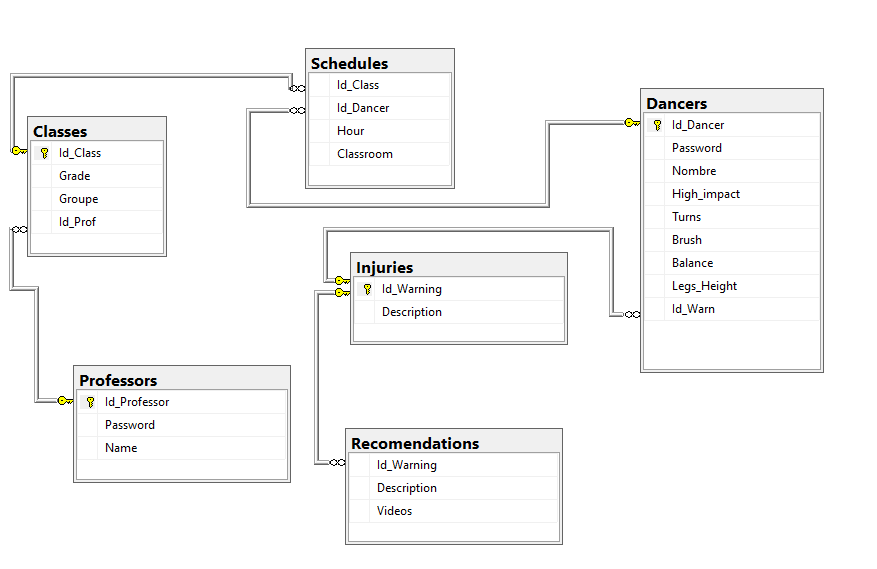 Schedules
Id_Class
Id_Dancer
Hour
Classroom
Dancers
Id_Dancer
Password
Nombre
High_impact
Turns
Brush
Balance
Legs_Height
Id_Warn
Classes
Id_Class
Grade
Groupe
Id_Prof
Injuries
Id_Warning
Description
Professors
Id_Professor
Password
Name
Recomendations
Id_Warning
Description
Videos